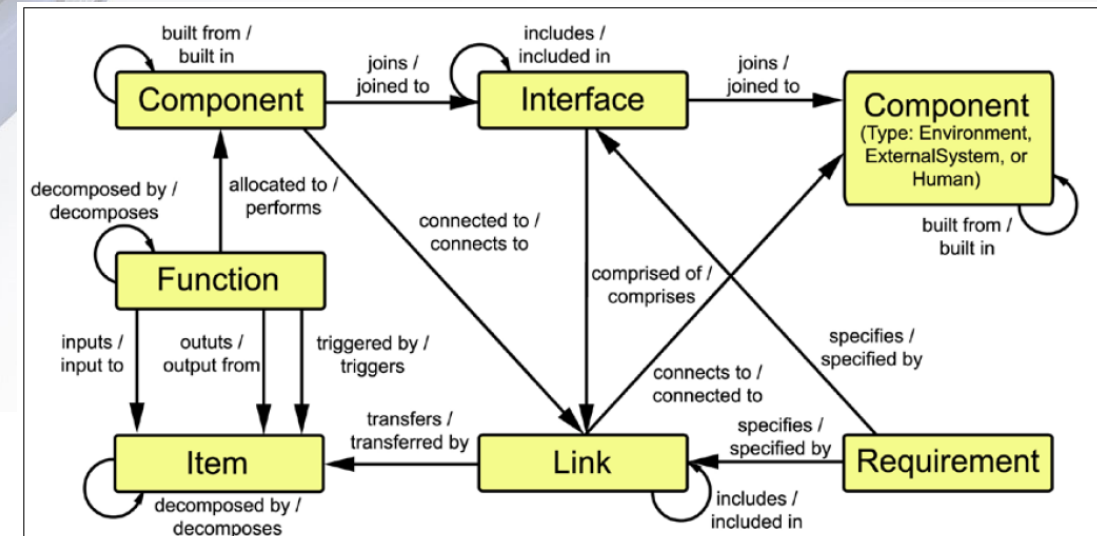 built from /
built in
includes /
included in
joins /
joined to
joins /
joined to
Component
Interface
Component
(Type: Environment,
ExternalSystem, or
Human)
decomposed by /
decomposes
allocated to /
performs
connected to /
connects to
built from /
built in
Function
comprised of /
comprises
inputs /
input to
oututs /
output from
triggered by /
triggers
specifies /
specified by
connects to /
connected to
transfers /
transferred by
specifies /
specified by
Item
Link
Requirement
decomposed by /
decomposes
includes /
included in